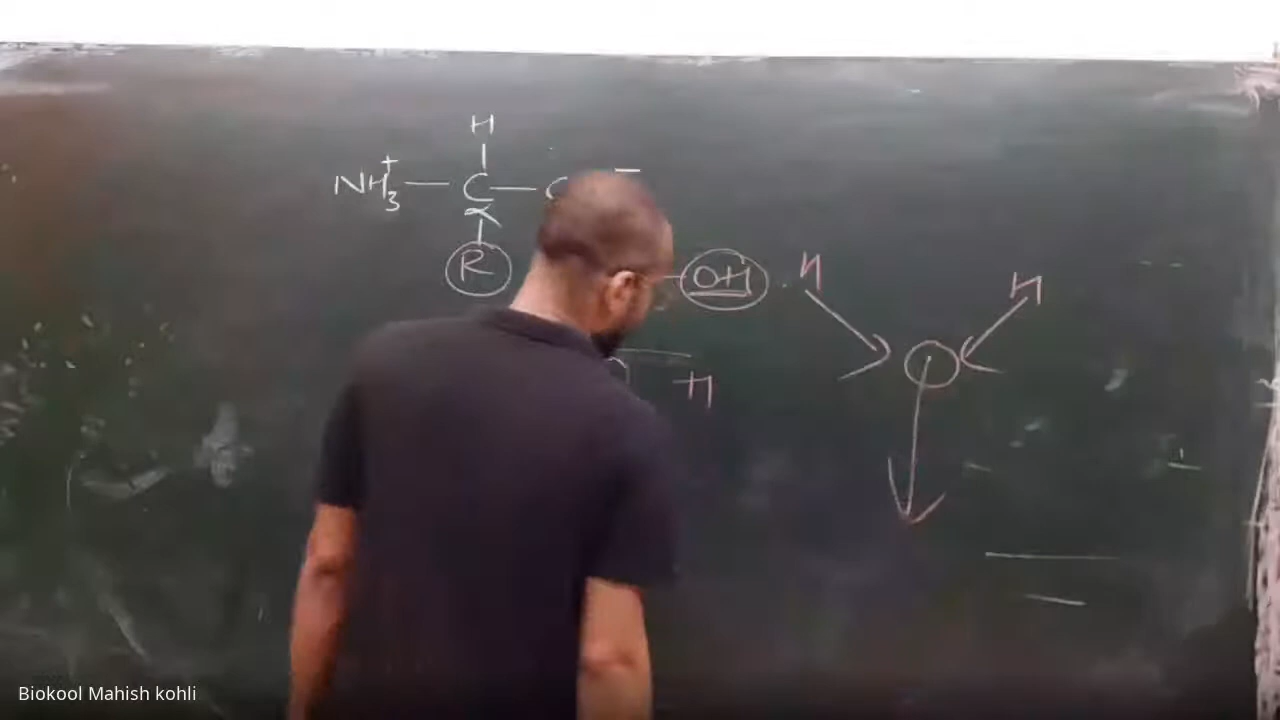 H
NH3+ — C — C –
α
R
OH H H
H
Biokool Mahish kohli